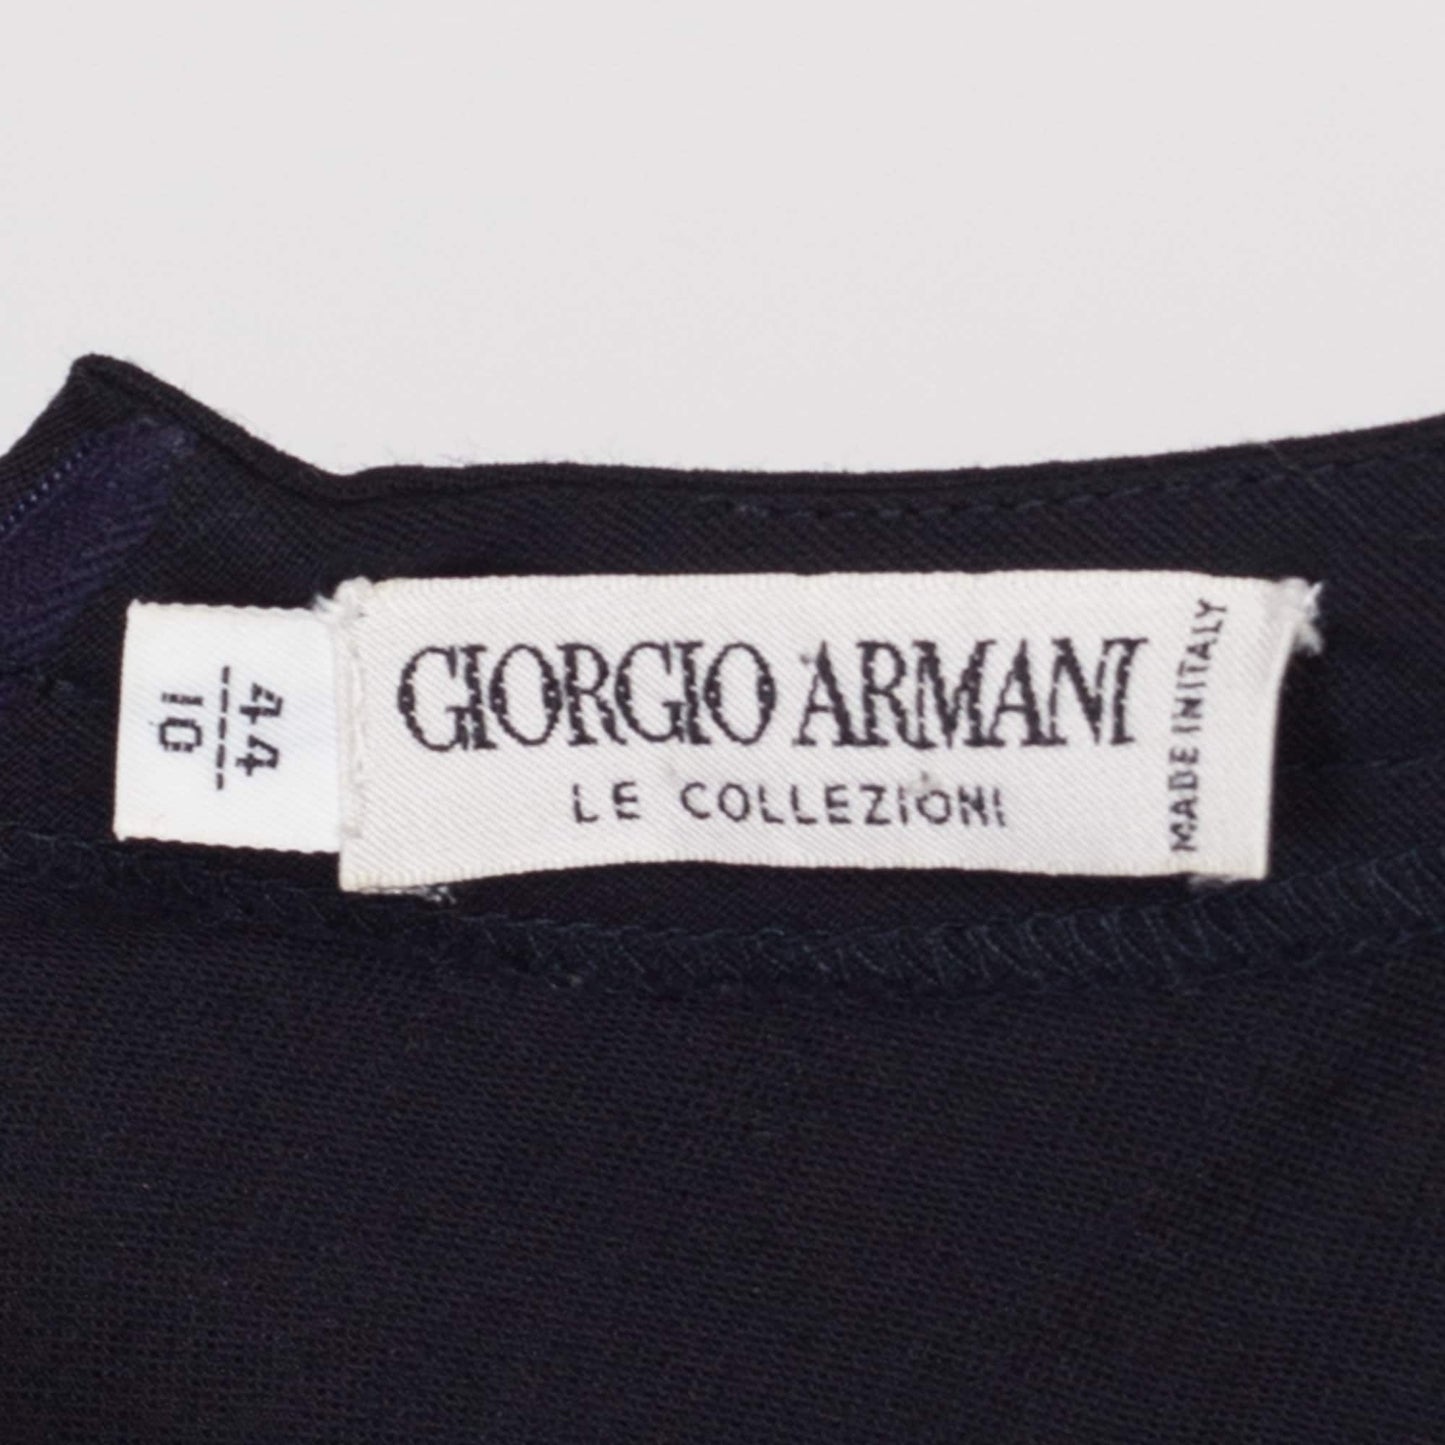 44
10
GIORGIO ARMANI
LE COLLEZIONI
MADE IN ITALY